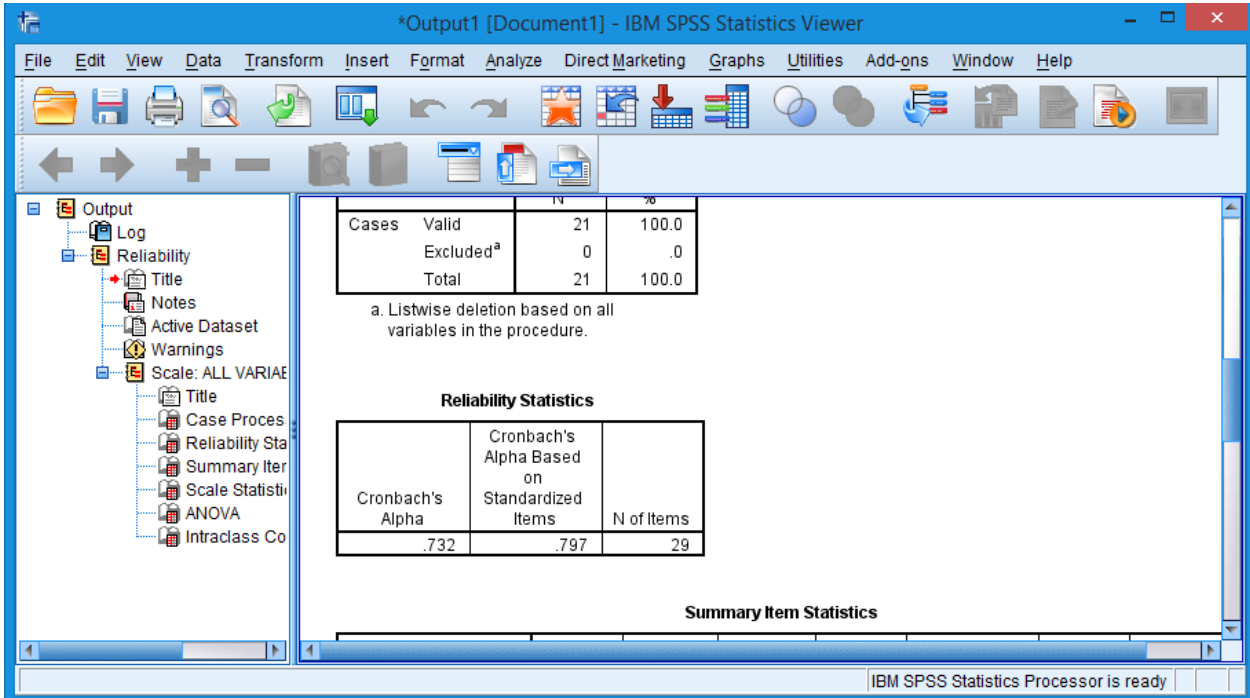 *Output1 [Document1] - IBM SPSS Statistics Viewer
File Edit View Data Transform Insert Format Analyze Direct Marketing Graphs Utilities Add-ons Window Help
Output
Log
Reliability
Title
Notes
Active Dataset
Warnings
Scale: ALL VARIAB
Title
Case Proces
Reliability Sta
Summary Iter
Scale Statisti
ANOVA
Intraclass Co
N %
Cases Valid 21 100.0
Excludedᵃ 0 .0
Total 21 100.0
a. Listwise deletion based on all
variables in the procedure.
Reliability Statistics
Cronbach's
Alpha
Cronbach's
Alpha Based
on
Standardized
Items
N of Items
.732 .797 29
Summary Item Statistics
IBM SPSS Statistics Processor is ready